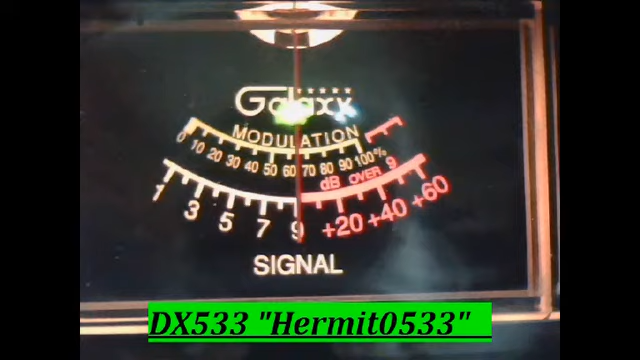 Galaxy
MODULATION
0 10 20 30 40 50 60 70 80 90 100%
dB OVER 9
1 3 5 7 9 +20 +40 +60
SIGNAL
DX533 "Hermit0533"